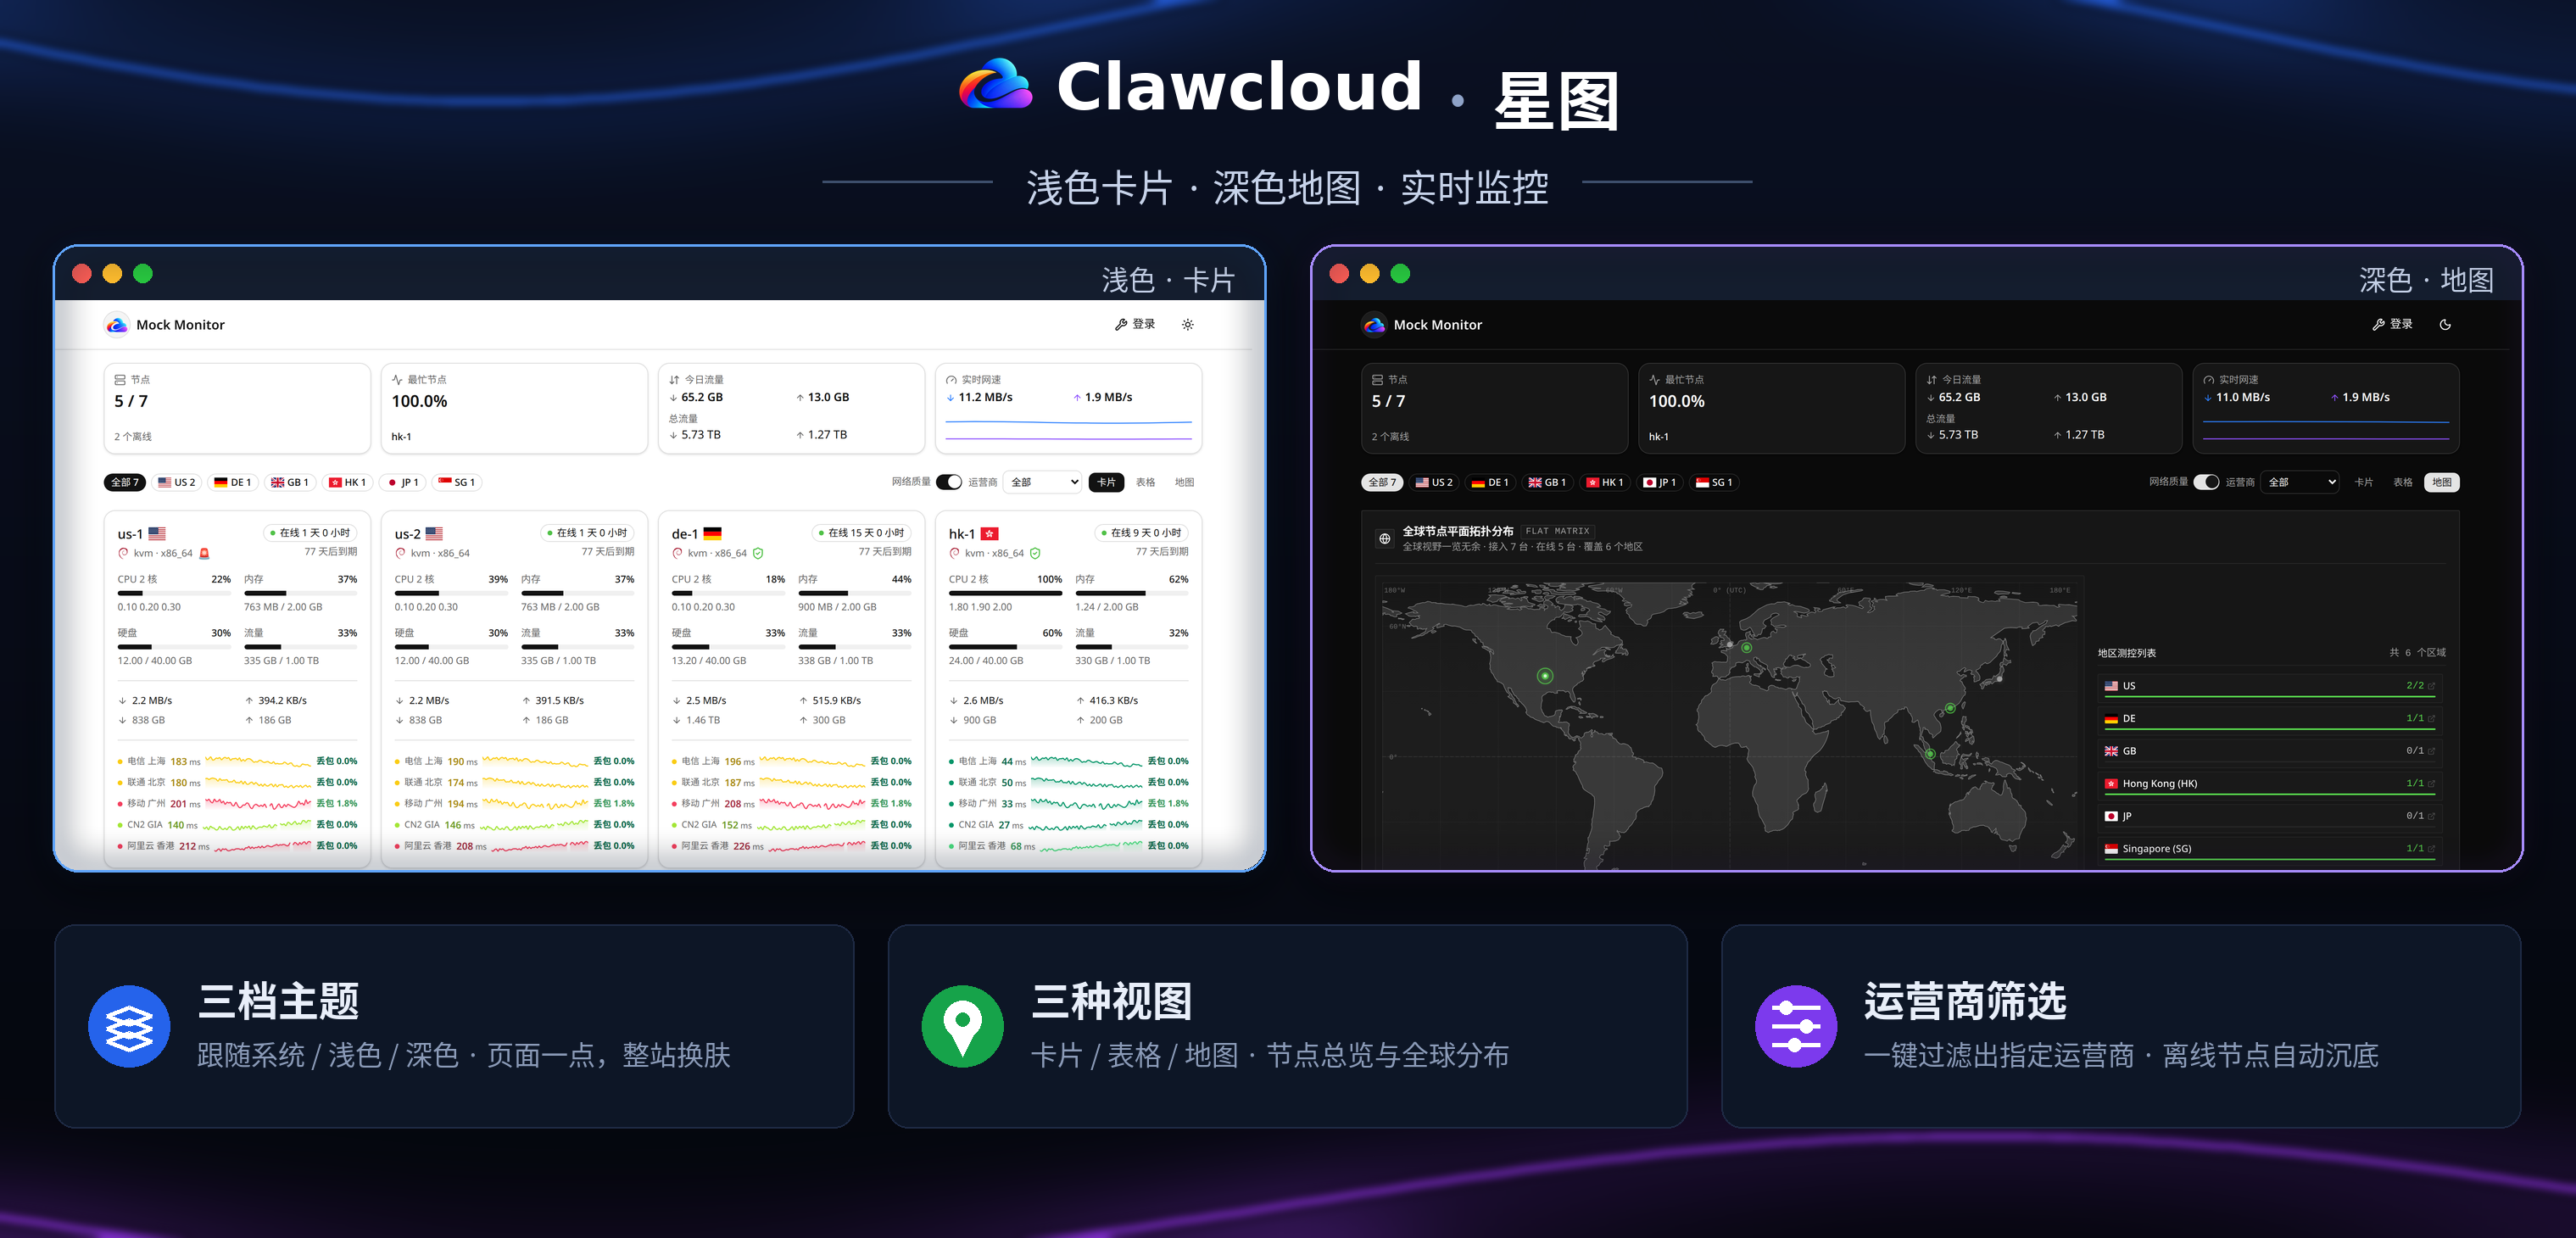 Clawcloud · 星图
浅色卡片 · 深色地图 · 实时监控
浅色 · 卡片
Mock Monitor
登录
节点
5 / 7
2 个离线
最忙节点
100.0%
hk-1
今日流量
65.2 GB 13.0 GB
总流量
5.73 TB 1.27 TB
实时网速
11.2 MB/s 1.9 MB/s
全部 7 US 2 DE 1 GB 1 HK 1 JP 1 SG 1
网络质量 运营商 全部 卡片 表格 地图
us-1 在线 1 天 0 小时
kvm · x86_64 77 天后到期
CPU 2 核 22% 内存 37%
0.10 0.20 0.30 763 MB / 2.00 GB
硬盘 30% 流量 33%
12.00 / 40.00 GB 335 GB / 1.00 TB
2.2 MB/s 394.2 KB/s
838 GB 186 GB
电信 上海 183 ms 丢包 0.0%
联通 北京 180 ms 丢包 0.0%
移动 广州 201 ms 丢包 1.8%
CN2 GIA 140 ms 丢包 0.0%
阿里云 香港 212 ms 丢包 0.0%
us-2 在线 1 天 0 小时
kvm · x86_64 77 天后到期
CPU 2 核 39% 内存 37%
0.10 0.20 0.30 763 MB / 2.00 GB
硬盘 30% 流量 33%
12.00 / 40.00 GB 335 GB / 1.00 TB
2.2 MB/s 391.5 KB/s
838 GB 186 GB
电信 上海 190 ms 丢包 0.0%
联通 北京 174 ms 丢包 0.0%
移动 广州 194 ms 丢包 1.8%
CN2 GIA 146 ms 丢包 0.0%
阿里云 香港 208 ms 丢包 0.0%
de-1 在线 15 天 0 小时
kvm · x86_64 77 天后到期
CPU 2 核 18% 内存 44%
0.10 0.20 0.30 900 MB / 2.00 GB
硬盘 33% 流量 33%
13.20 / 40.00 GB 338 GB / 1.00 TB
2.5 MB/s 515.9 KB/s
1.46 TB 300 GB
电信 上海 196 ms 丢包 0.0%
联通 北京 187 ms 丢包 0.0%
移动 广州 208 ms 丢包 1.8%
CN2 GIA 152 ms 丢包 0.0%
阿里云 香港 226 ms 丢包 0.0%
hk-1 在线 9 天 0 小时
kvm · x86_64 77 天后到期
CPU 2 核 100% 内存 62%
1.80 1.90 2.00 1.24 / 2.00 GB
硬盘 60% 流量 32%
24.00 / 40.00 GB 330 GB / 1.00 TB
2.6 MB/s 416.3 KB/s
900 GB 200 GB
电信 上海 44 ms 丢包 0.0%
联通 北京 50 ms 丢包 0.0%
移动 广州 33 ms 丢包 1.8%
CN2 GIA 27 ms 丢包 0.0%
阿里云 香港 68 ms 丢包 0.0%
深色 · 地图
Mock Monitor
登录
节点
5 / 7
2 个离线
最忙节点
100.0%
hk-1
今日流量
65.2 GB 13.0 GB
总流量
5.73 TB 1.27 TB
实时网速
11.0 MB/s 1.9 MB/s
全部 7 US 2 DE 1 GB 1 HK 1 JP 1 SG 1
网络质量 运营商 全部 卡片 表格 地图
全球节点平面拓扑分布 FLAT MATRIX
全球视野一览无余 · 接入 7 台 · 在线 5 台 · 覆盖 6 个地区
180°W 0° (UTC) 120°E 180°E
60°N
0°
地区测控列表 共 6 个区域
US 2/2
DE 1/1
GB 0/1
Hong Kong (HK) 1/1
JP 0/1
Singapore (SG) 1/1
三档主题
跟随系统 / 浅色 / 深色 · 页面一点，整站换肤
三种视图
卡片 / 表格 / 地图 · 节点总览与全球分布
运营商筛选
一键过滤出指定运营商 · 离线节点自动沉底